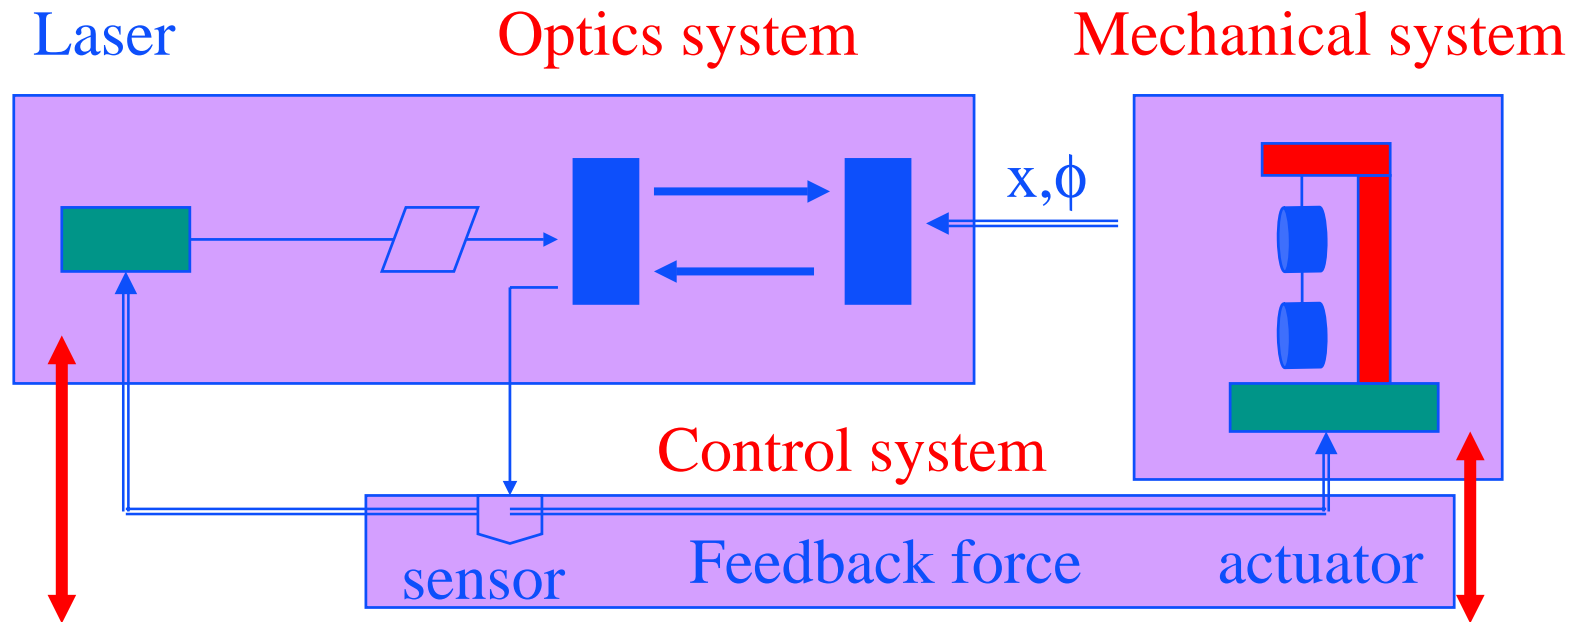 Laser
Optics system
Mechanical system
x,ϕ
Control system
sensor
Feedback force
actuator